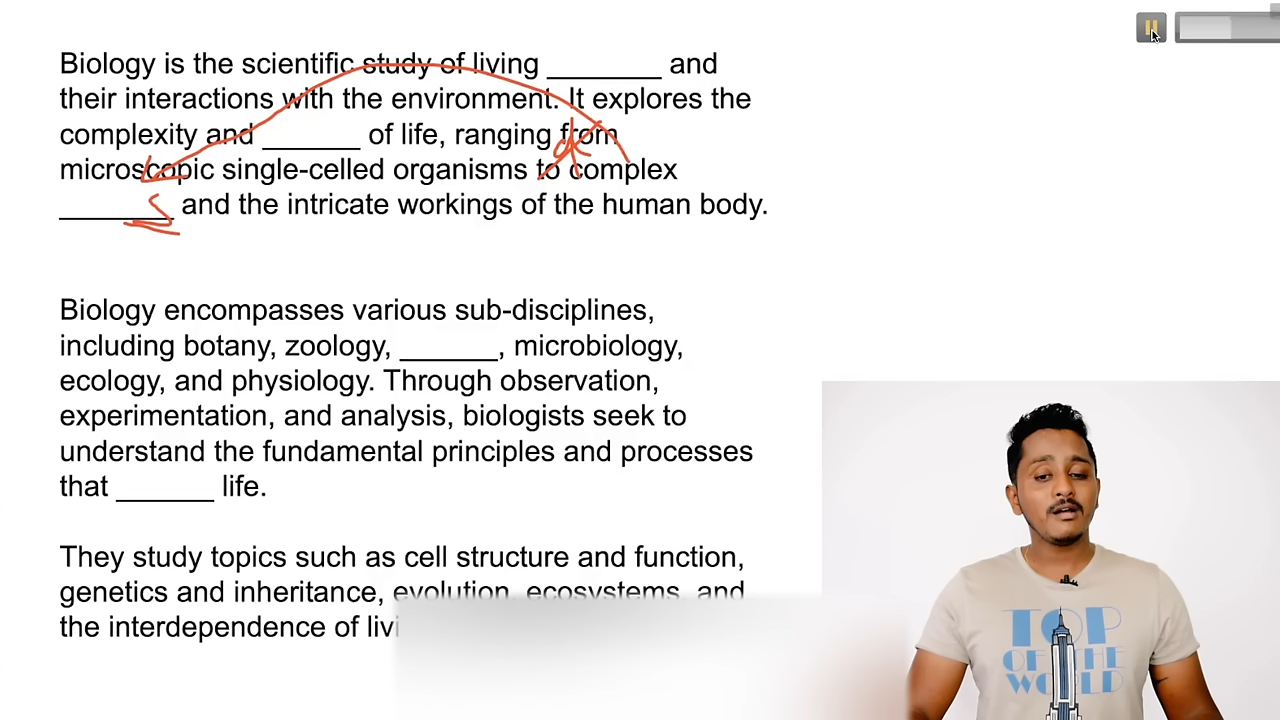 Biology is the scientific study of living _______ and
their interactions with the environment. It explores the
complexity and ______ of life, ranging from
microscopic single-celled organisms to complex
_______ and the intricate workings of the human body.
S
Biology encompasses various sub-disciplines,
including botany, zoology, ______, microbiology,
ecology, and physiology. Through observation,
experimentation, and analysis, biologists seek to
understand the fundamental principles and processes
that ______ life.
They study topics such as cell structure and function,
genetics and inheritance, evolution, ecosystems, and
the interdependence of livi
TOP
OF THE
WORLD